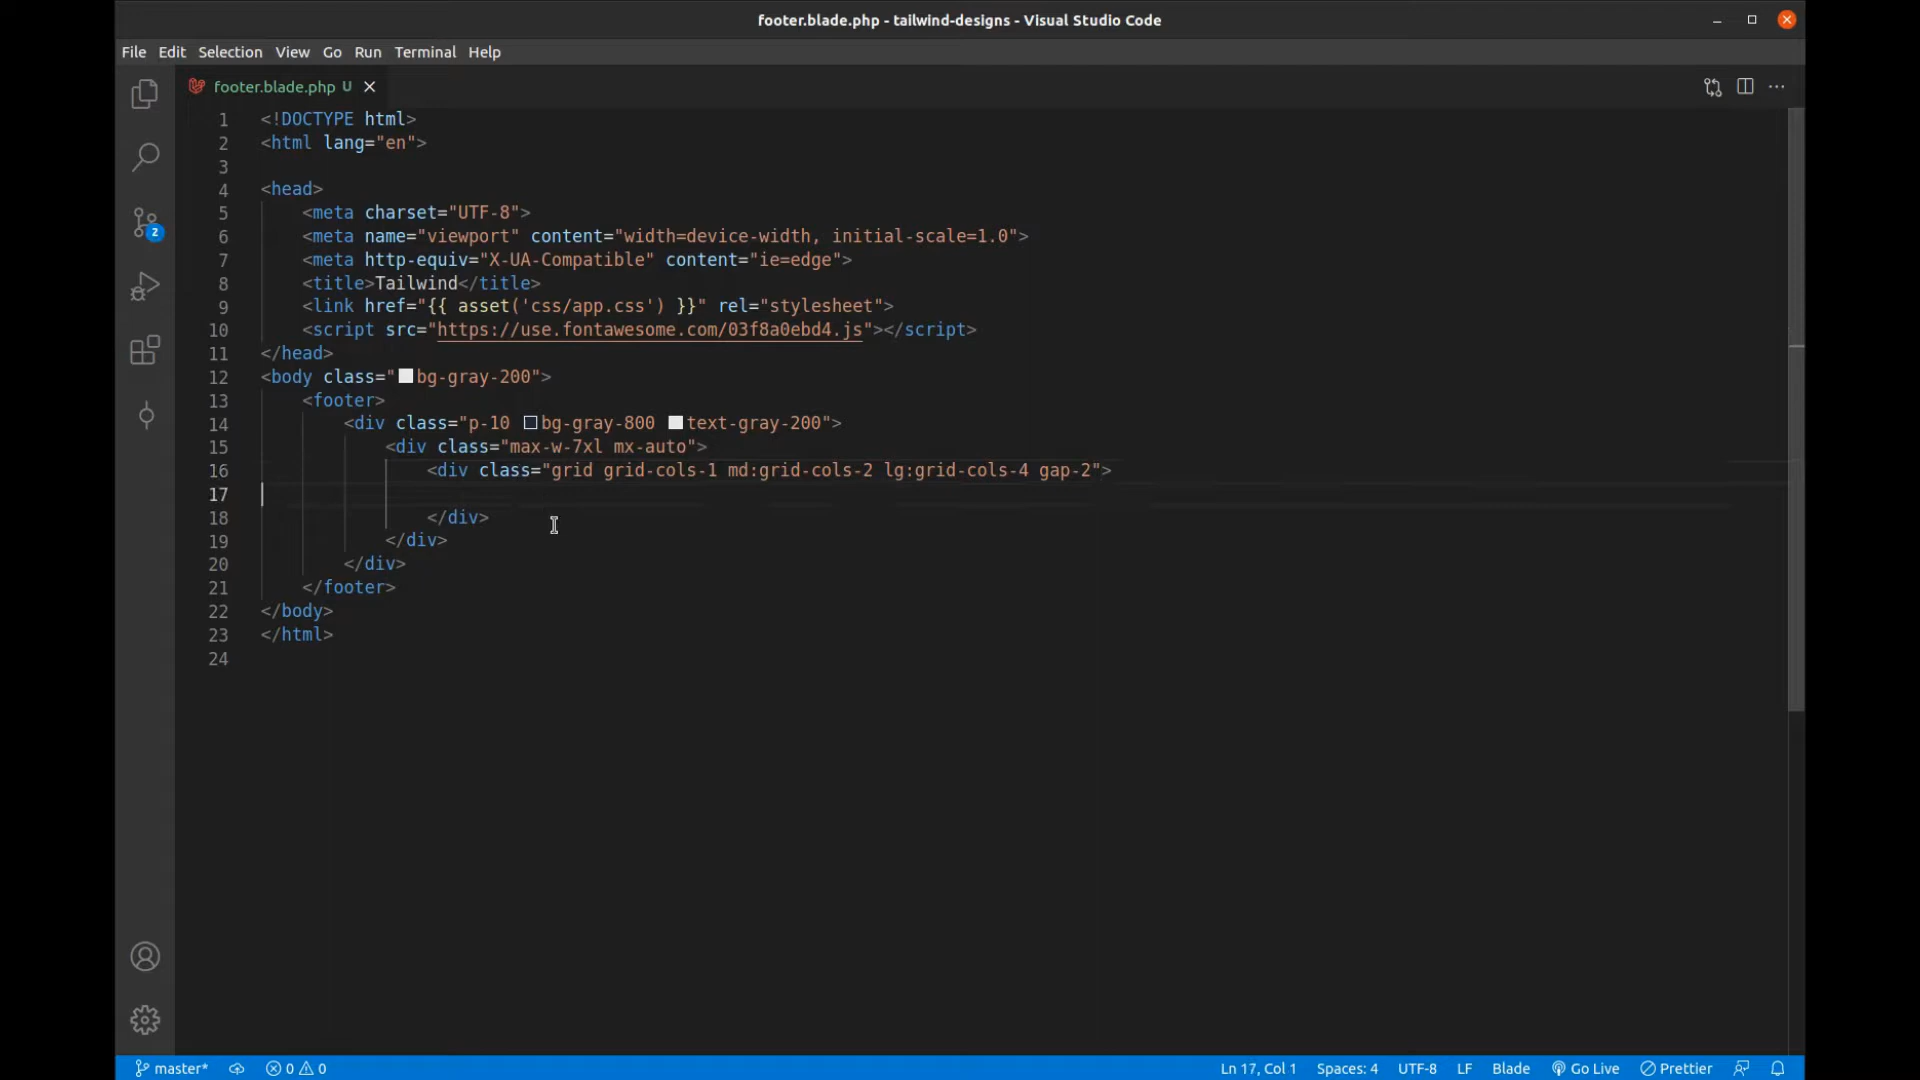 footer.blade.php - tailwind-designs - Visual Studio Code
File Edit Selection View Go Run Terminal Help
footer.blade.php U
1 <!DOCTYPE html>
2 <html lang="en">
3
4 <head>
5 <meta charset="UTF-8">
6 <meta name="viewport" content="width=device-width, initial-scale=1.0">
7 <meta http-equiv="X-UA-Compatible" content="ie=edge">
8 <title>Tailwind</title>
9 <link href="{{ asset('css/app.css') }}" rel="stylesheet">
10 <script src="https://use.fontawesome.com/03f8a0ebd4.js"></script>
11 </head>
12 <body class="bg-gray-200">
13 <footer>
14 <div class="p-10 bg-gray-800 text-gray-200">
15 <div class="max-w-7xl mx-auto">
16 <div class="grid grid-cols-1 md:grid-cols-2 lg:grid-cols-4 gap-2">
17
18 </div>
19 </div>
20 </div>
21 </footer>
22 </body>
23 </html>
24
2
master* 0 0 Ln 17, Col 1 Spaces: 4 UTF-8 LF Blade Go Live Prettier